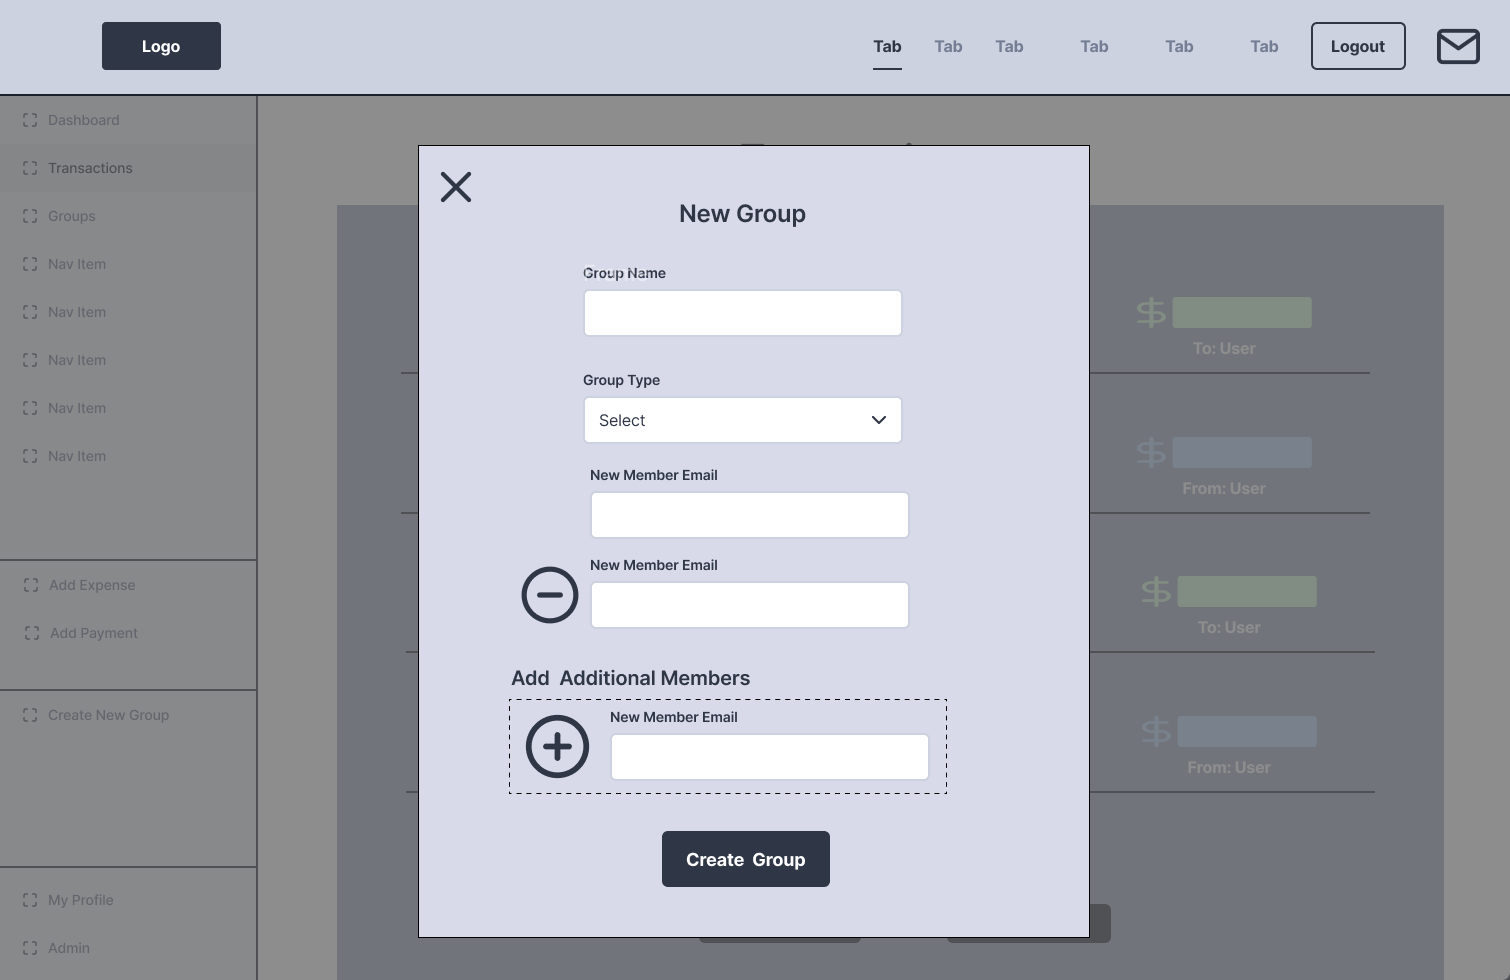 Logo
Tab Tab Tab Tab Tab Tab Logout
Dashboard
Transactions
Groups
Nav Item
Nav Item
Nav Item
Nav Item
Nav Item
Add Expense
Add Payment
Create New Group
My Profile
Admin
New Group
Group Name
Group Type
Select
New Member Email
New Member Email
Add Additional Members
New Member Email
Create Group
$
To: User
$
From: User
$
To: User
$
From: User